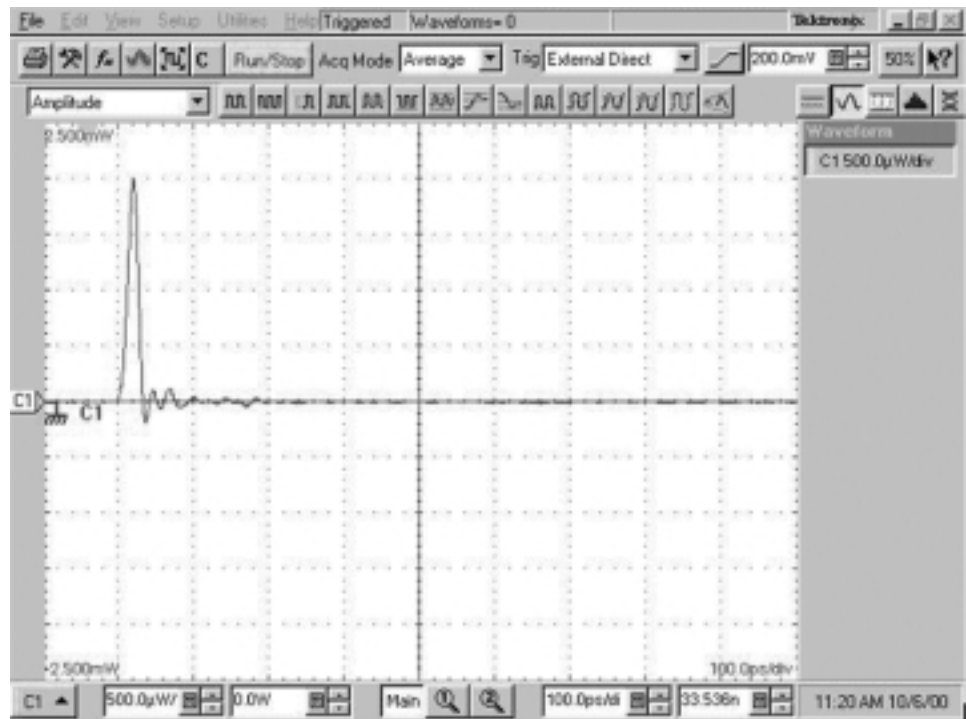 File Edit View Setup Utilities Help Triggered Waveforms= 0 Tektronix
C Run/Stop Acq Mode Average Trig External Direct 200.0mV 50%
Amplitude
2.500mW
Waveform
C1 500.0µW/div
C1
C1
-2.500mW
100.0ps/div
C1 500.0µW/ 0.0W Main 1 2 100.0ps/di 33.536n 11:20 AM 10/6/00